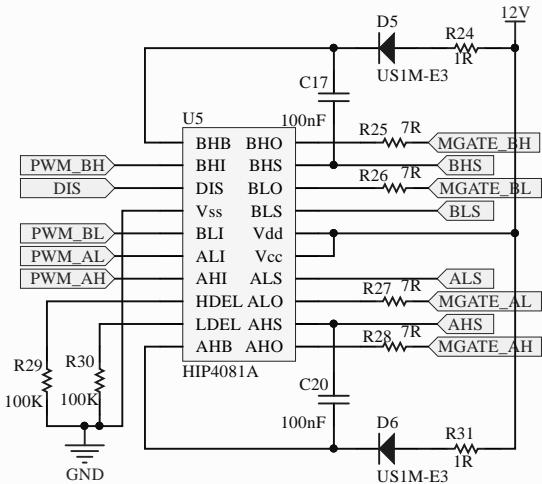 12V
D5
R24
US1M-E3
1R
C17
100nF
U5
BHB BHO R25 7R MGATE_BH
PWM_BH BHI BHS BHS
DIS DIS BLO R26 7R MGATE_BL
Vss BLS BLS
PWM_BL BLI Vdd
PWM_AL ALI Vcc
PWM_AH AHI ALS ALS
HDEL ALO R27 7R MGATE_AL
LDEL AHS AHS
AHB AHO R28 7R MGATE_AH
HIP4081A
R29 R30
100K 100K
C20
100nF
D6
R31
US1M-E3
1R
GND